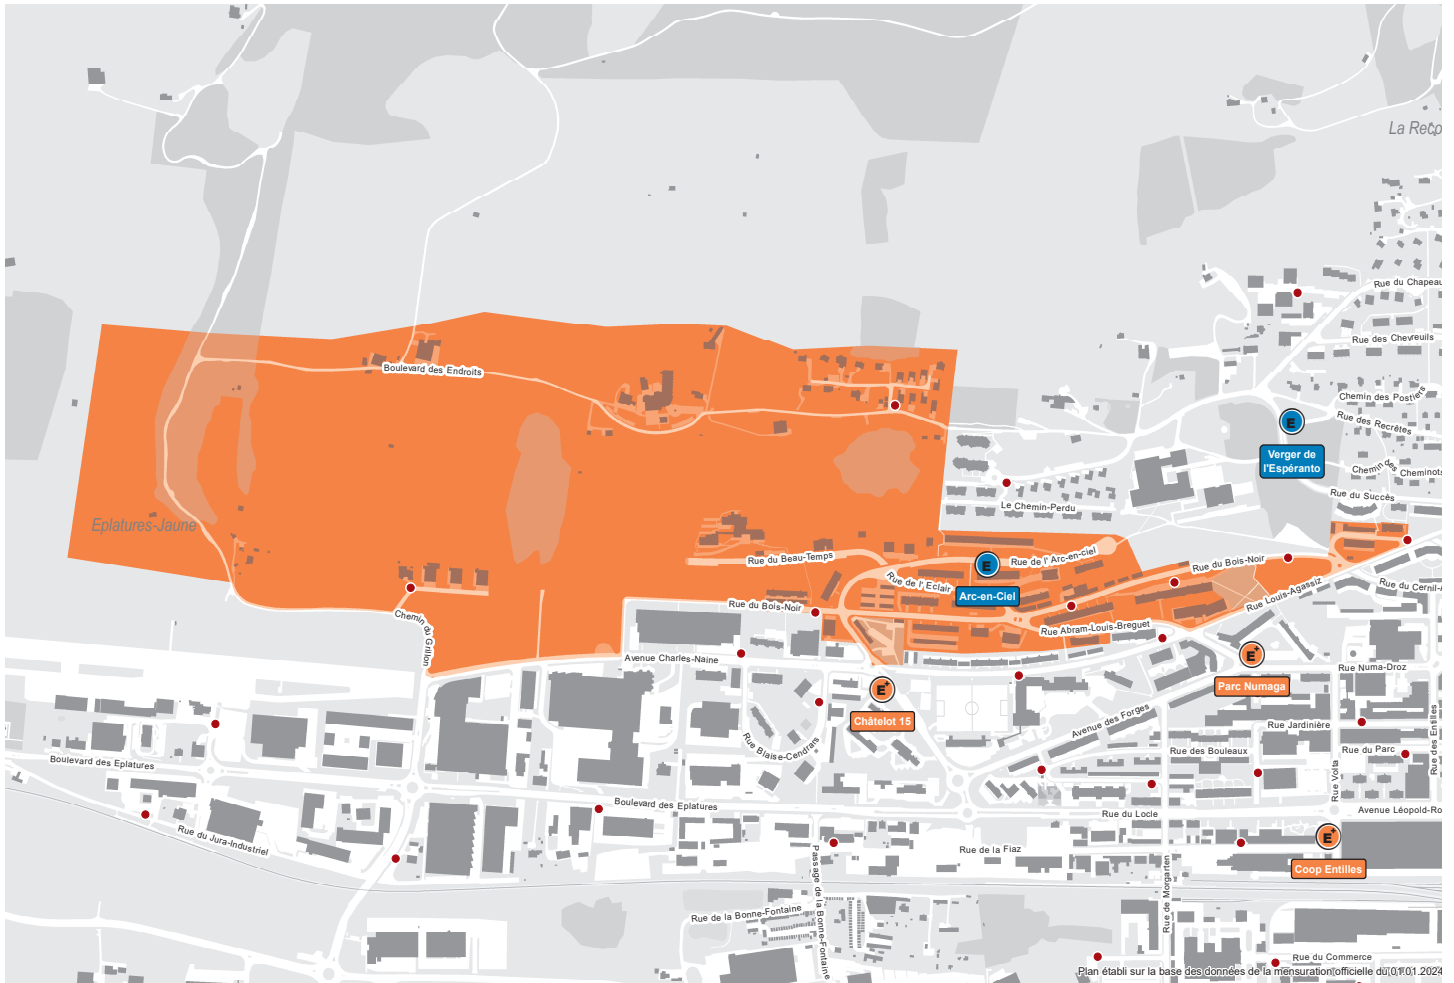 La Reço
Rue du Chapeau
Rue des Chevreuils
Boulevard des Endroits
Chemin des Postiers
Rue des Recrêtes
E
Verger de
l'Espéranto
Chemin des Cheminots
Rue du Succès
Le Chemin-Perdu
Eplatures-Jaune
Rue du Beau-Temps
Rue de l' Arc-en-ciel
E
Rue du Bois-Noir
Rue de l' Eclair
Arc-en-Ciel
Rue Louis-Agassiz
Rue du Cernil-A
Rue du Bois-Noir
Rue Abram-Louis-Breguet
Chemin du Grillon
Avenue Charles-Naine
E+
Rue Numa-Droz
Parc Numaga
E+
Châtelot 15
Avenue des Forges
Rue Jardinière
Rue des Entilles
Rue Blaise-Cendrars
Rue des Bouleaux
Rue du Parc
Boulevard des Eplatures
Rue Volta
Boulevard des Eplatures
Rue du Locle
Avenue Léopold-Ro
Rue du Jura-Industriel
E+
Rue de la Fiaz
Coop Entilles
Passage de la Bonne-Fontaine
Rue de Morgarten
Rue de la Bonne-Fontaine
Rue du Commerce
Plan établi sur la base des données de la mensuration officielle du 01.01.2024